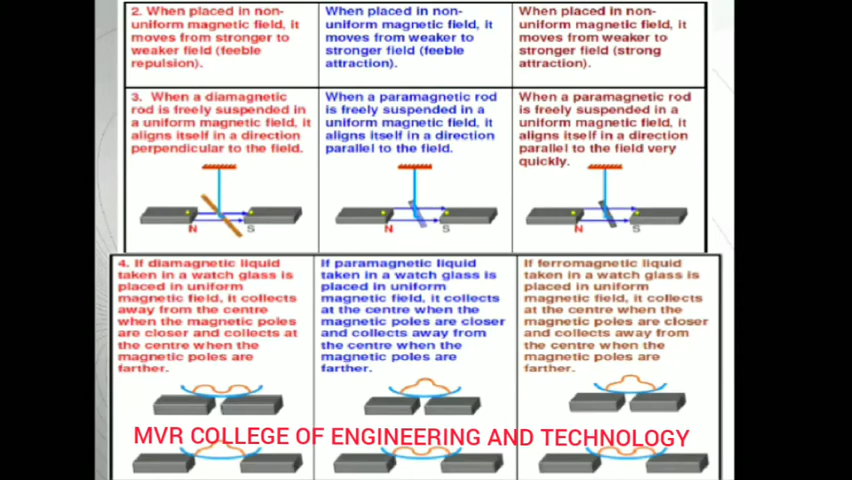 2. When placed in non-
uniform magnetic field, it
moves from stronger to
weaker field (feeble
repulsion).
When placed in non-
uniform magnetic field, it
moves from weaker to
stronger field (feeble
attraction).
When placed in non-
uniform magnetic field, it
moves from weaker to
stronger field (strong
attraction).
3. When a diamagnetic
rod is freely suspended in
a uniform magnetic field, it
aligns itself in a direction
perpendicular to the field.
N S
When a paramagnetic rod
is freely suspended in a
uniform magnetic field, it
aligns itself in a direction
parallel to the field.
N S
When a paramagnetic rod
is freely suspended in a
uniform magnetic field, it
aligns itself in a direction
parallel to the field very
quickly.
N S
4. If diamagnetic liquid
taken in a watch glass is
placed in uniform
magnetic field, it collects
away from the centre
when the magnetic poles
are closer and collects at
the centre when the
magnetic poles are
farther.
If paramagnetic liquid
taken in a watch glass is
placed in uniform
magnetic field, it collects
at the centre when the
magnetic poles are closer
and collects away from
the centre when the
magnetic poles are
farther.
If ferromagnetic liquid
taken in a watch glass is
placed in uniform
magnetic field, it collects
at the centre when the
magnetic poles are closer
and collects away from
the centre when the
magnetic poles are
farther.
MVR COLLEGE OF ENGINEERING AND TECHNOLOGY